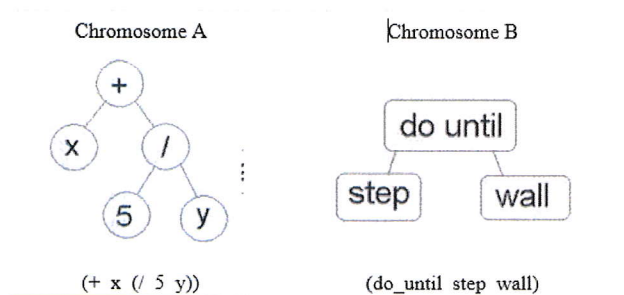 Chromosome A
Chromosome B
+
x
/
5
y
do until
step
wall
(+ x (/ 5 y))
(do_until step wall)